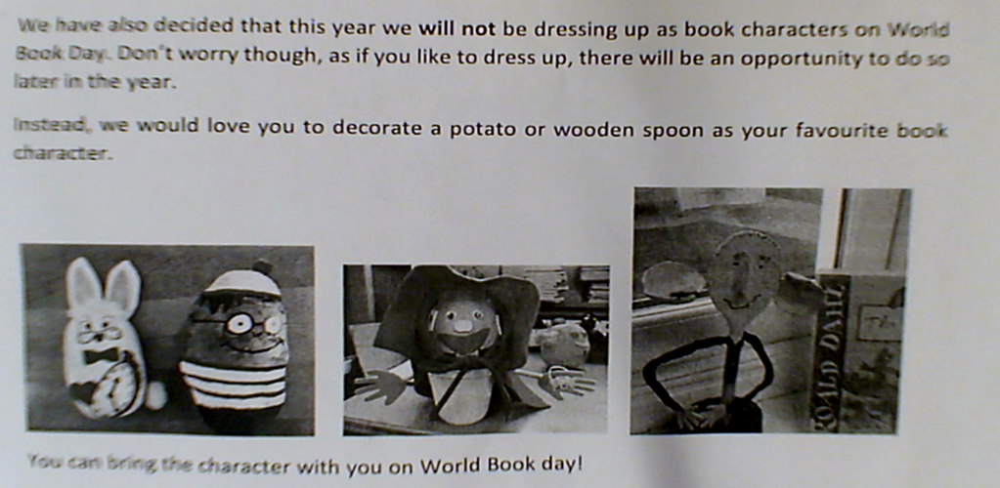 We have also decided that this year we will not be dressing up as book characters on World
Book Day. Don't worry though, as if you like to dress up, there will be an opportunity to do so
later in the year.
Instead, we would love you to decorate a potato or wooden spoon as your favourite book
character.
ROALD DAHL
You can bring the character with you on World Book day!